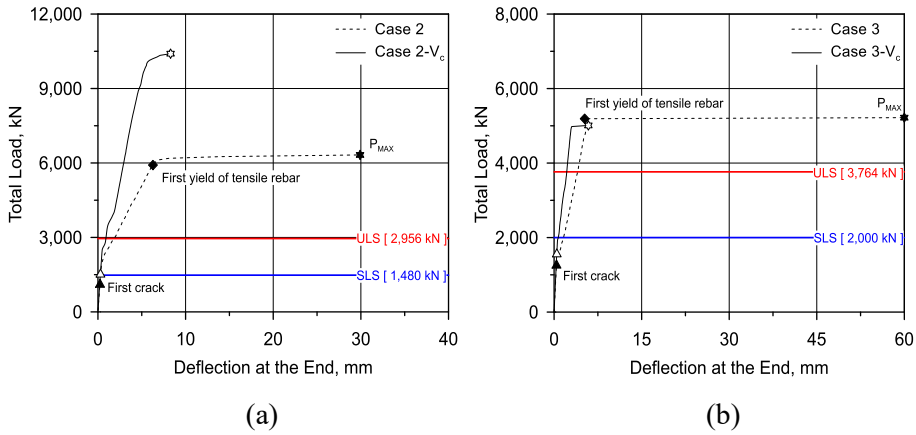 12,000
9,000
6,000
3,000
0
Total Load, kN
Case 2
Case 2-Vc
PMAX
First yield of tensile rebar
ULS [ 2,956 kN ]
SLS [ 1,480 kN ]
First crack
0 10 20 30 40
Deflection at the End, mm
(a)
8,000
6,000
4,000
2,000
0
Total Load, kN
Case 3
Case 3-Vc
First yield of tensile rebar
PMAX
ULS [ 3,764 kN ]
SLS [ 2,000 kN ]
First crack
0 15 30 45 60
Deflection at the End, mm
(b)